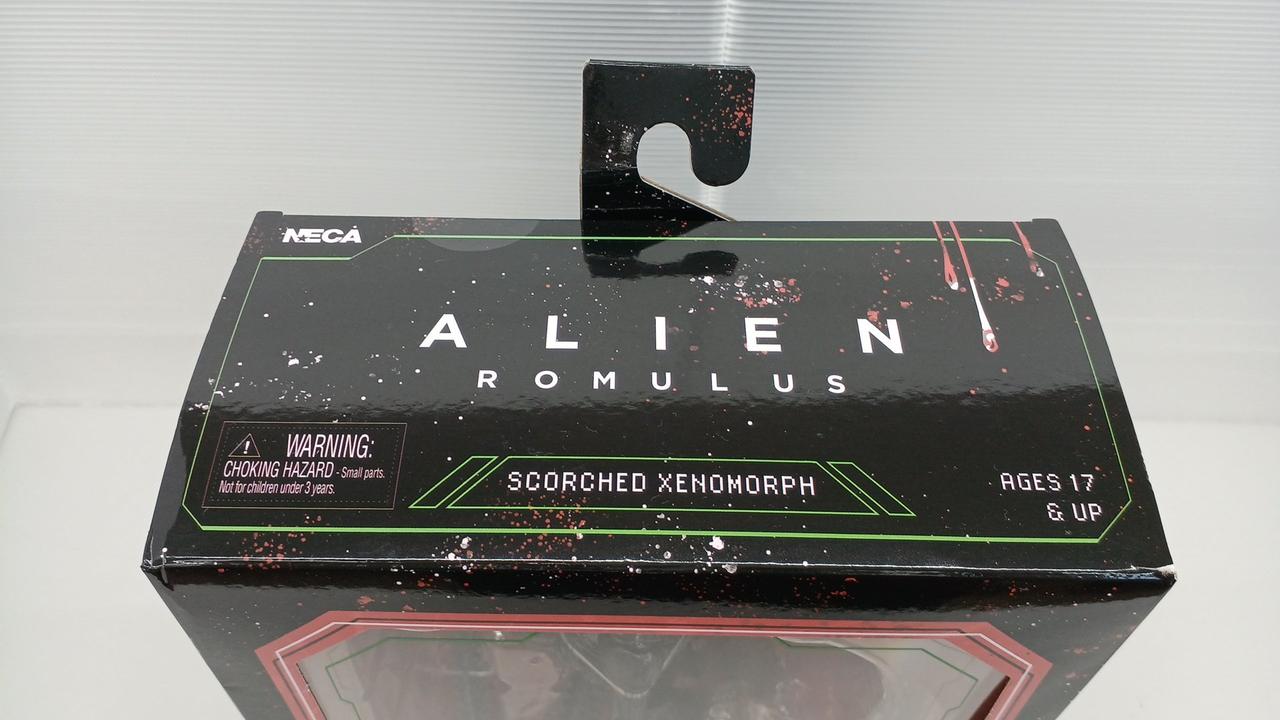 NECA
ALIEN
ROMULUS
WARNING:
CHOKING HAZARD - Small parts.
Not for children under 3 years.
SCORCHED XENOMORPH
AGES 17
& UP